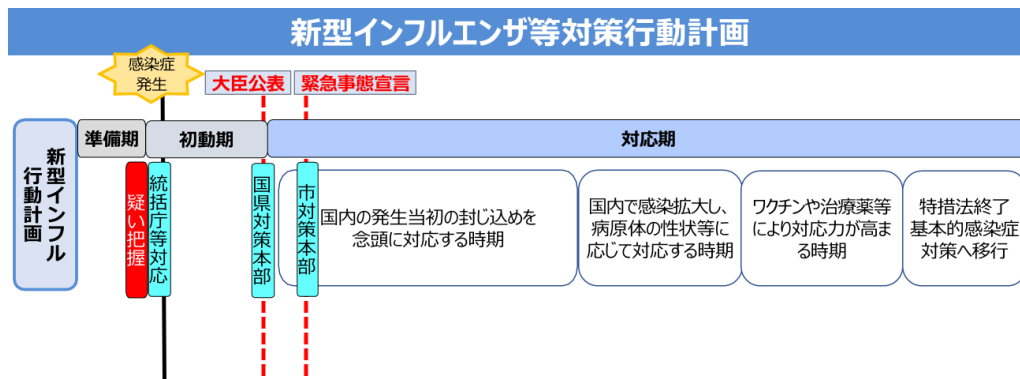 新型インフルエンザ等対策行動計画
感染症
発生
大臣公表
緊急事態宣言
新型インフル
行動計画
準備期
初動期
対応期
疑い把握
統括庁等対応
国県対策本部
市対策本部
国内の発生当初の封じ込めを
念頭に対応する時期
国内で感染拡大し、
病原体の性状等に
応じて対応する時期
ワクチンや治療薬等
により対応力が高ま
る時期
特措法終了
基本的感染症
対策へ移行